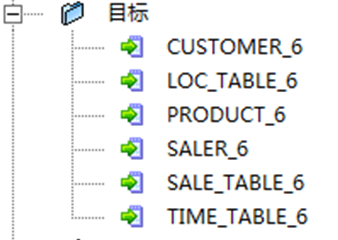 目标
CUSTOMER_6
LOC_TABLE_6
PRODUCT_6
SALER_6
SALE_TABLE_6
TIME_TABLE_6